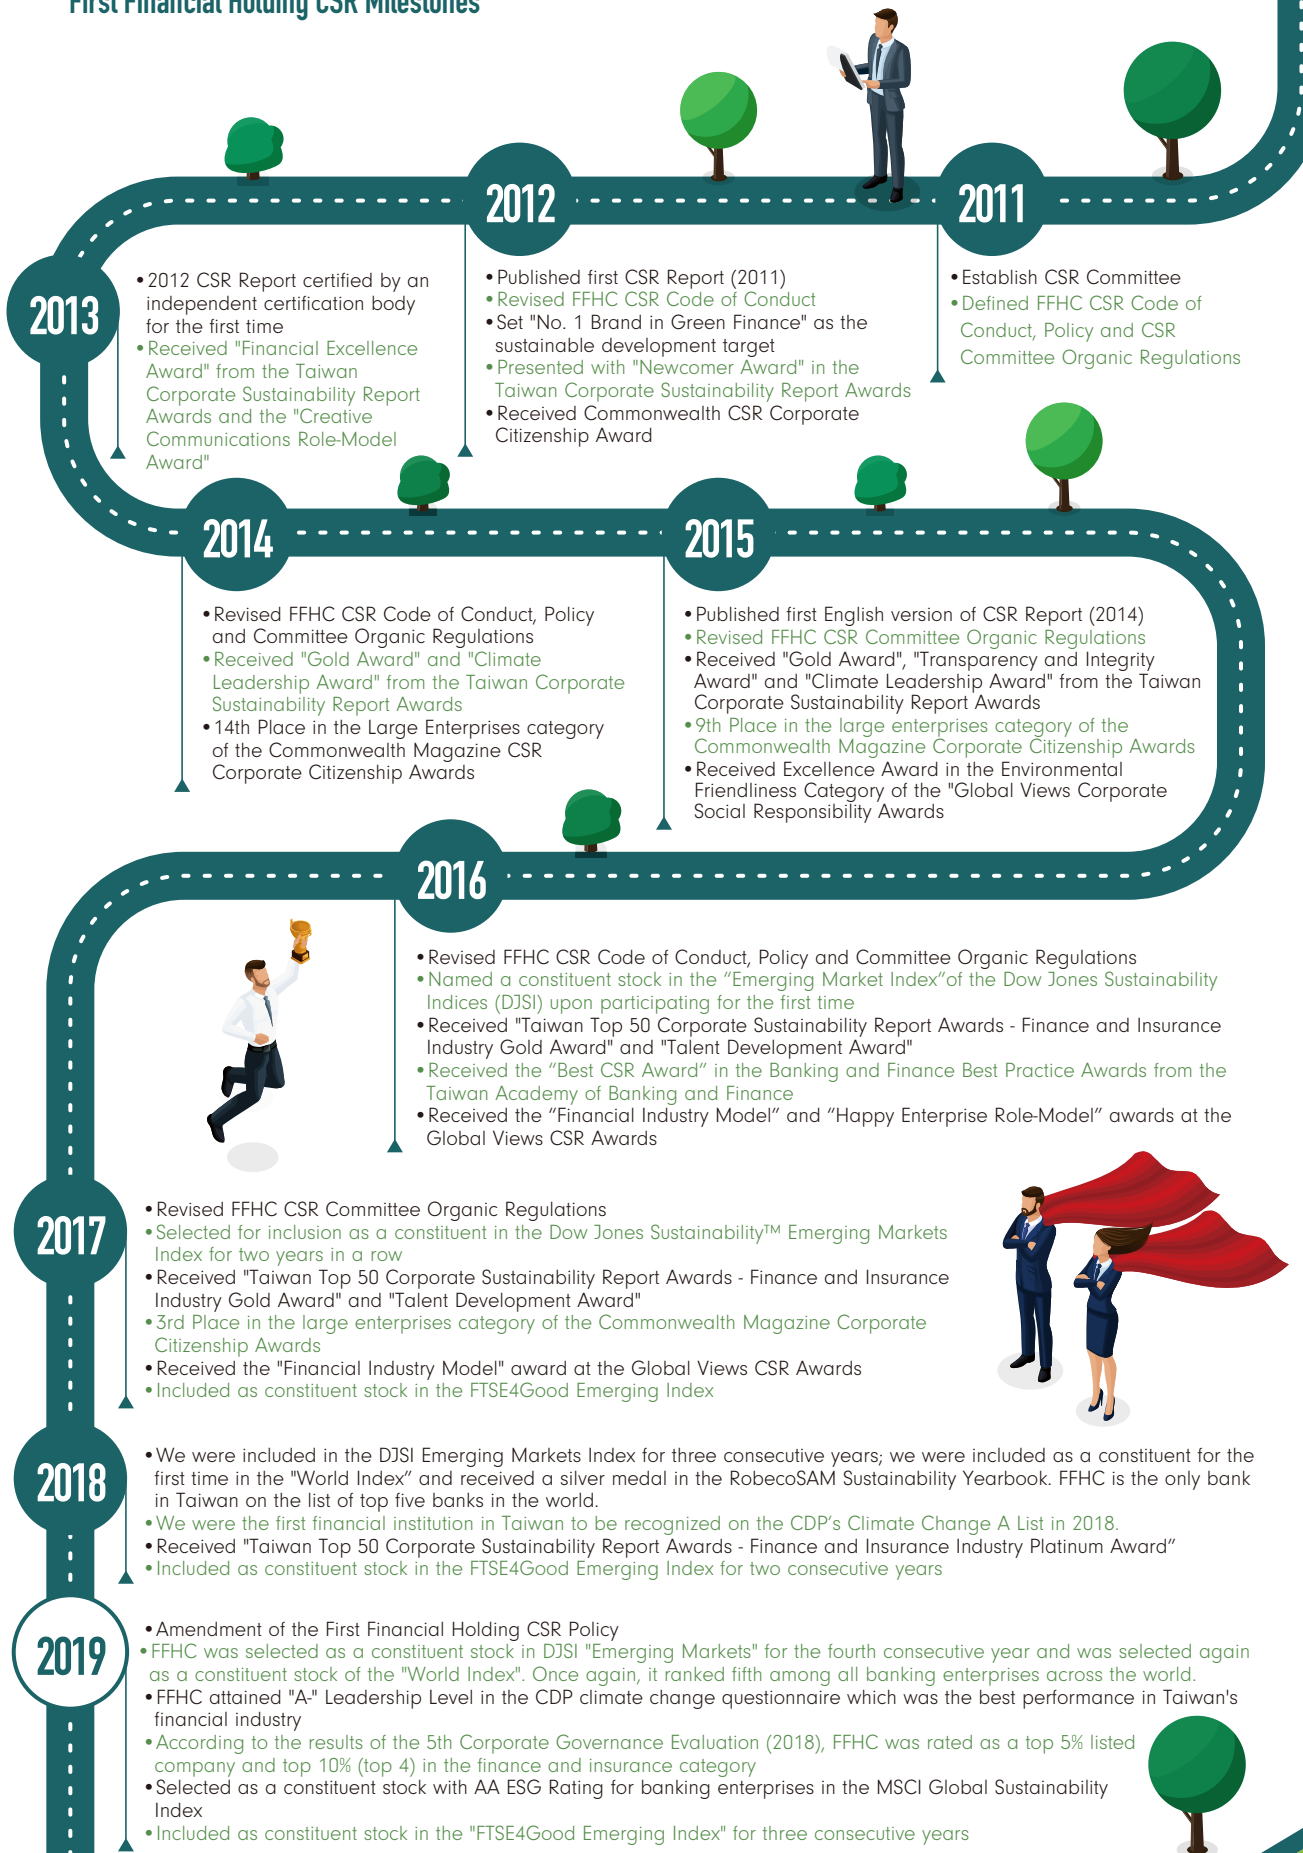 First Financial Holding CSR Milestones
2011
• Establish CSR Committee
• Defined FFHC CSR Code of
Conduct, Policy and CSR
Committee Organic Regulations
2012
• Published first CSR Report (2011)
• Revised FFHC CSR Code of Conduct
• Set "No. 1 Brand in Green Finance" as the
sustainable development target
• Presented with "Newcomer Award" in the
Taiwan Corporate Sustainability Report Awards
• Received Commonwealth CSR Corporate
Citizenship Award
2013
• 2012 CSR Report certified by an
independent certification body
for the first time
• Received "Financial Excellence
Award" from the Taiwan
Corporate Sustainability Report
Awards and the "Creative
Communications Role-Model
Award"
2014
• Revised FFHC CSR Code of Conduct, Policy
and Committee Organic Regulations
• Received "Gold Award" and "Climate
Leadership Award" from the Taiwan Corporate
Sustainability Report Awards
• 14th Place in the Large Enterprises category
of the Commonwealth Magazine CSR
Corporate Citizenship Awards
2015
• Published first English version of CSR Report (2014)
• Revised FFHC CSR Committee Organic Regulations
• Received "Gold Award", "Transparency and Integrity
Award" and "Climate Leadership Award" from the Taiwan
Corporate Sustainability Report Awards
• 9th Place in the large enterprises category of the
Commonwealth Magazine Corporate Citizenship Awards
• Received Excellence Award in the Environmental
Friendliness Category of the "Global Views Corporate
Social Responsibility Awards
2016
• Revised FFHC CSR Code of Conduct, Policy and Committee Organic Regulations
• Named a constituent stock in the “Emerging Market Index”of the Dow Jones Sustainability
Indices (DJSI) upon participating for the first time
• Received "Taiwan Top 50 Corporate Sustainability Report Awards - Finance and Insurance
Industry Gold Award" and "Talent Development Award"
• Received the “Best CSR Award” in the Banking and Finance Best Practice Awards from the
Taiwan Academy of Banking and Finance
• Received the “Financial Industry Model” and “Happy Enterprise Role-Model” awards at the
Global Views CSR Awards
2017
• Revised FFHC CSR Committee Organic Regulations
• Selected for inclusion as a constituent in the Dow Jones Sustainability™ Emerging Markets
Index for two years in a row
• Received "Taiwan Top 50 Corporate Sustainability Report Awards - Finance and Insurance
Industry Gold Award" and "Talent Development Award"
• 3rd Place in the large enterprises category of the Commonwealth Magazine Corporate
Citizenship Awards
• Received the "Financial Industry Model" award at the Global Views CSR Awards
• Included as constituent stock in the FTSE4Good Emerging Index
2018
• We were included in the DJSI Emerging Markets Index for three consecutive years; we were included as a constituent for the
first time in the "World Index” and received a silver medal in the RobecoSAM Sustainability Yearbook. FFHC is the only bank
in Taiwan on the list of top five banks in the world.
• We were the first financial institution in Taiwan to be recognized on the CDP’s Climate Change A List in 2018.
• Received "Taiwan Top 50 Corporate Sustainability Report Awards - Finance and Insurance Industry Platinum Award”
• Included as constituent stock in the FTSE4Good Emerging Index for two consecutive years
2019
• Amendment of the First Financial Holding CSR Policy
• FFHC was selected as a constituent stock in DJSI "Emerging Markets" for the fourth consecutive year and was selected again
as a constituent stock of the "World Index". Once again, it ranked fifth among all banking enterprises across the world.
• FFHC attained "A-" Leadership Level in the CDP climate change questionnaire which was the best performance in Taiwan's
financial industry
• According to the results of the 5th Corporate Governance Evaluation (2018), FFHC was rated as a top 5% listed
company and top 10% (top 4) in the finance and insurance category
• Selected as a constituent stock with AA ESG Rating for banking enterprises in the MSCI Global Sustainability
Index
• Included as constituent stock in the "FTSE4Good Emerging Index" for three consecutive years